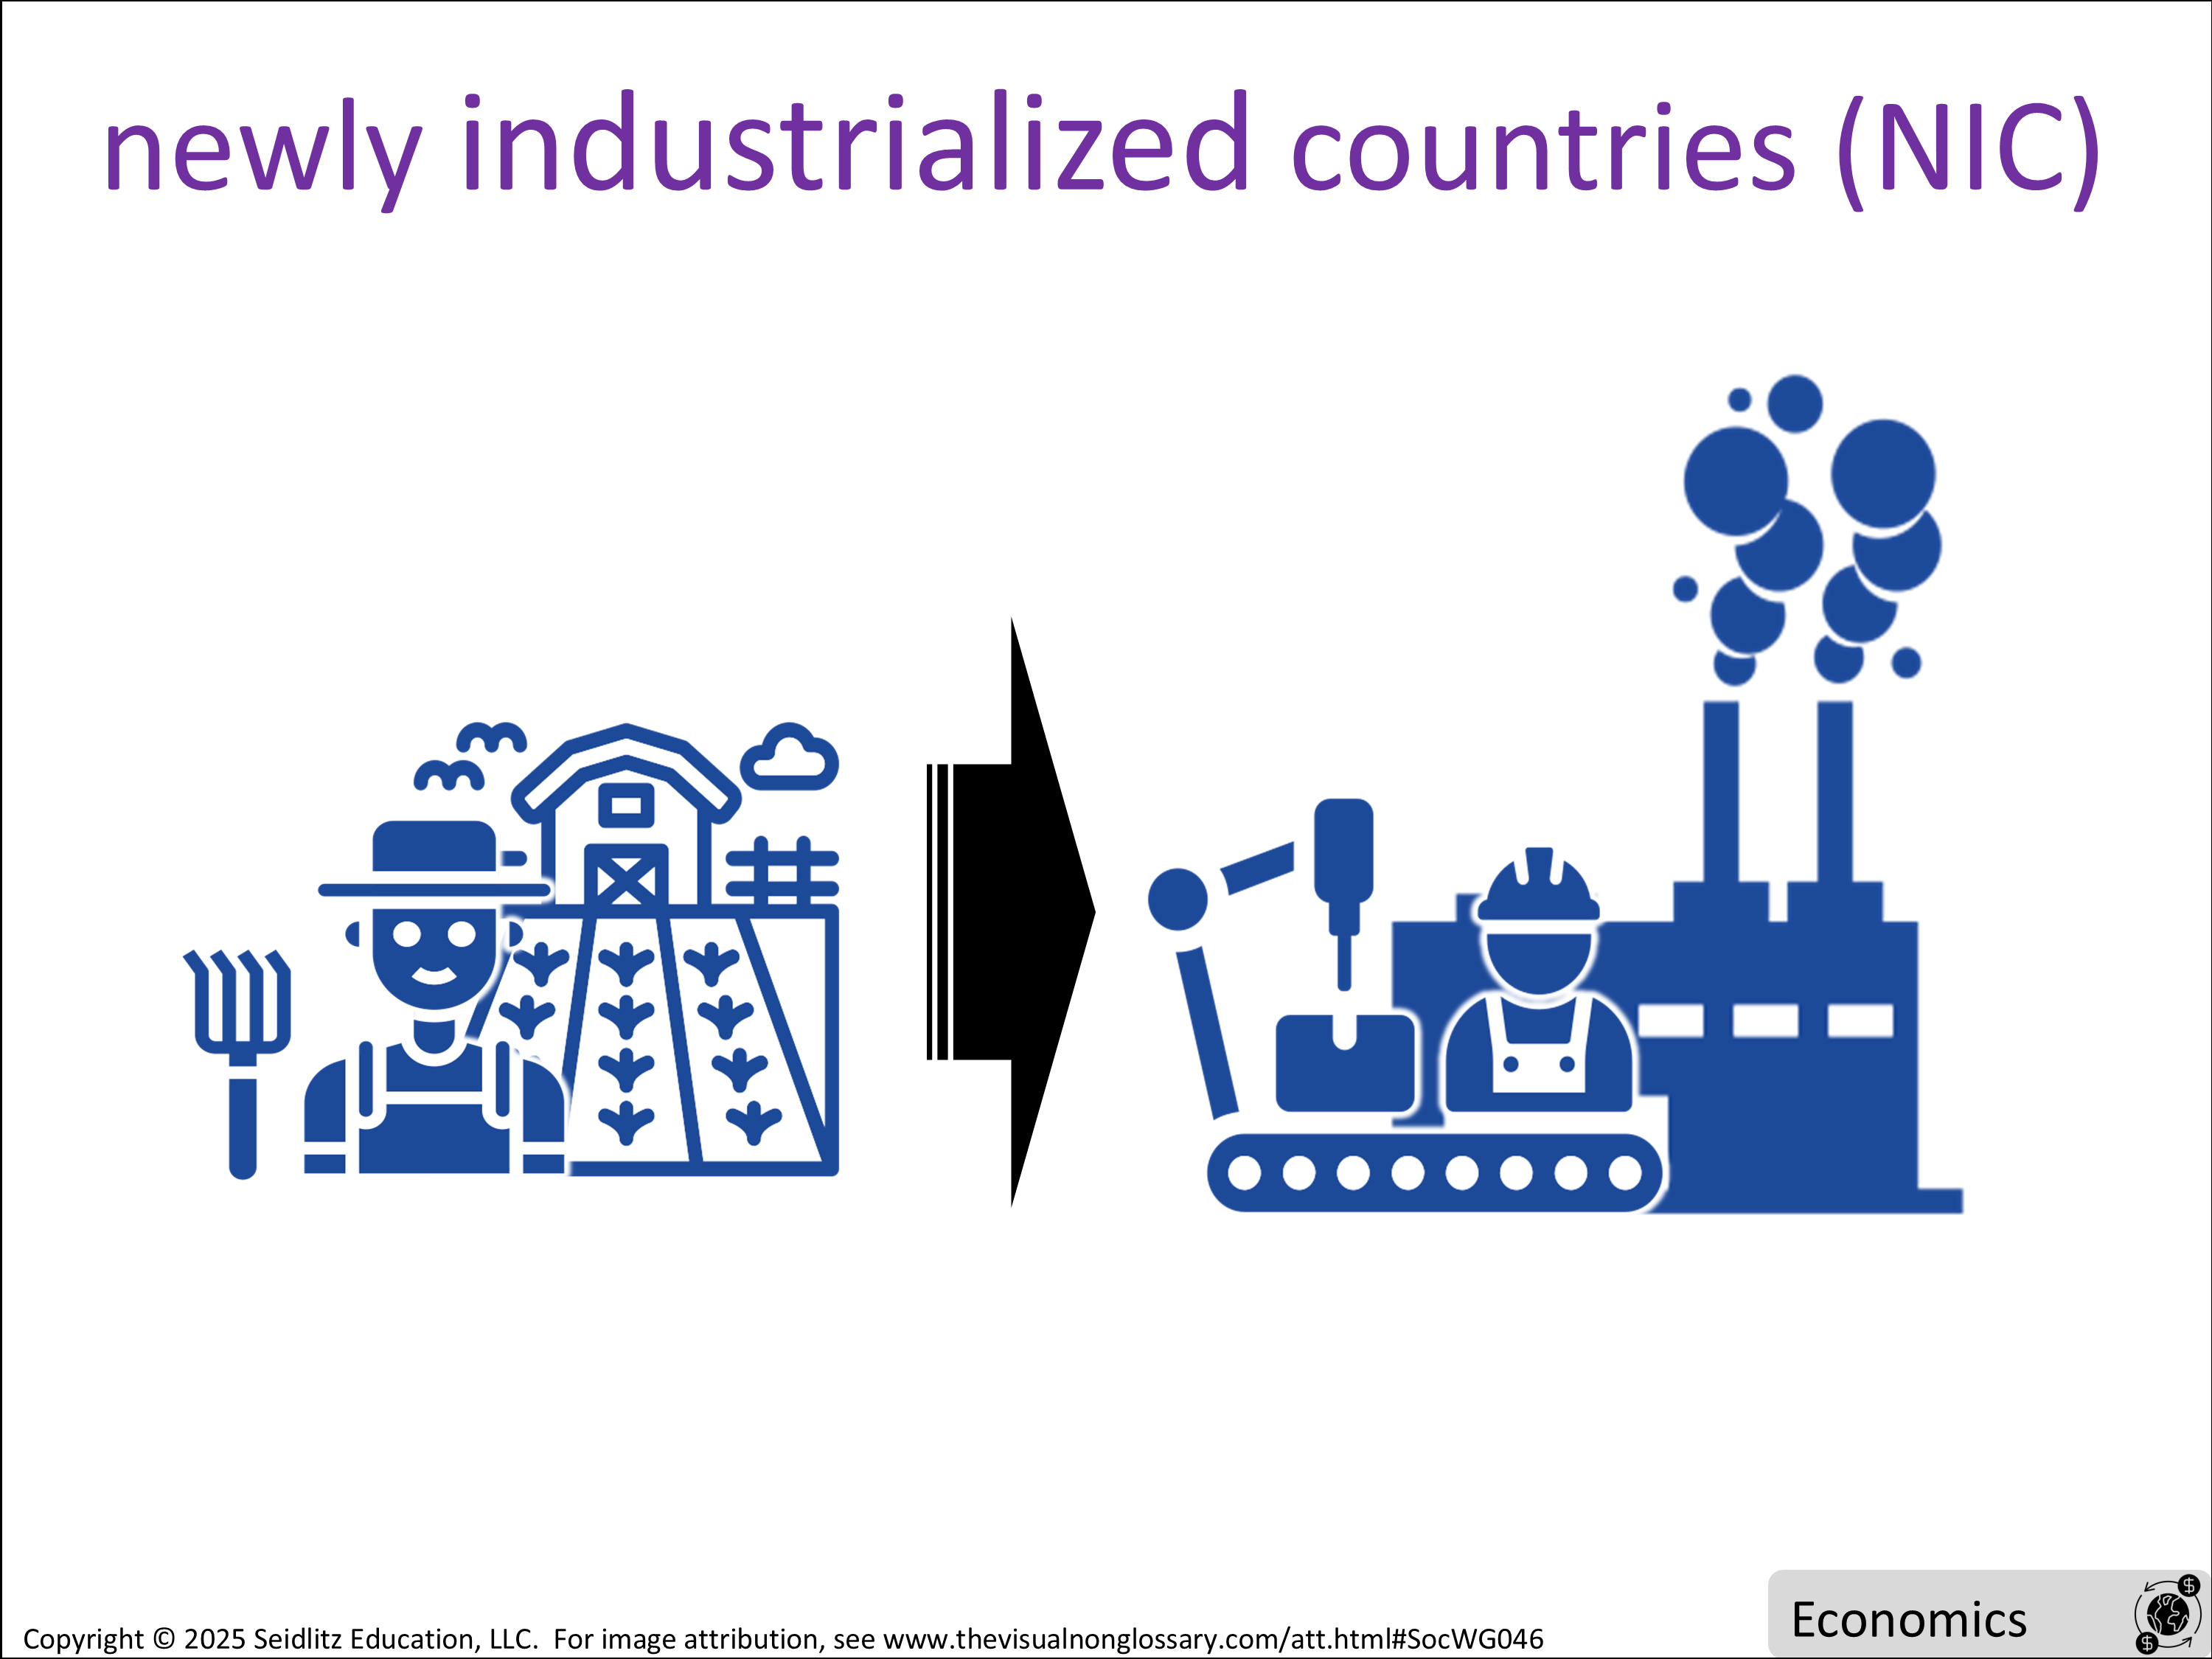 newly industrialized countries (NIC)
Economics
$
$
Copyright © 2025 Seidlitz Education, LLC.  For image attribution, see www.thevisualnonglossary.com/att.html#SocWG046